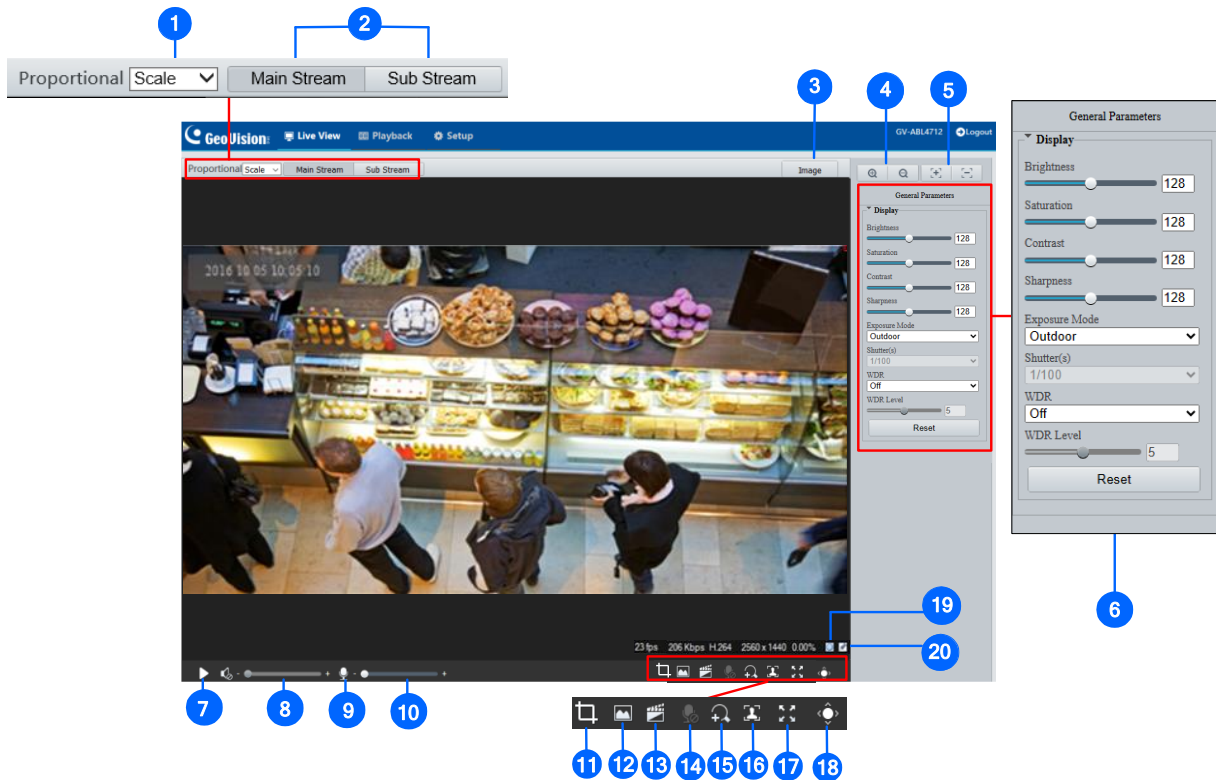 1
2
Proportional Scale Main Stream Sub Stream
3
4
5
GeoVision Live View Playback Setup GV-ABL4712 Logout
Proportional Scale Main Stream Sub Stream Image
General Parameters
Display
Brightness
128
Saturation
128
Contrast
128
Sharpness
128
Exposure Mode
Outdoor
Shutter(s)
1/100
WDR
Off
WDR Level
5
Reset
General Parameters
Display
Brightness
128
Saturation
128
Contrast
128
Sharpness
128
Exposure Mode
Outdoor
Shutter(s)
1/100
WDR
Off
WDR Level
5
Reset
6
2016 10 05 10:05:10
19
23 fps 206 Kbps H.264 2560 x 1440 0.00%
20
- + - +
7
8
9
10
11
12
13
14
15
16
17
18